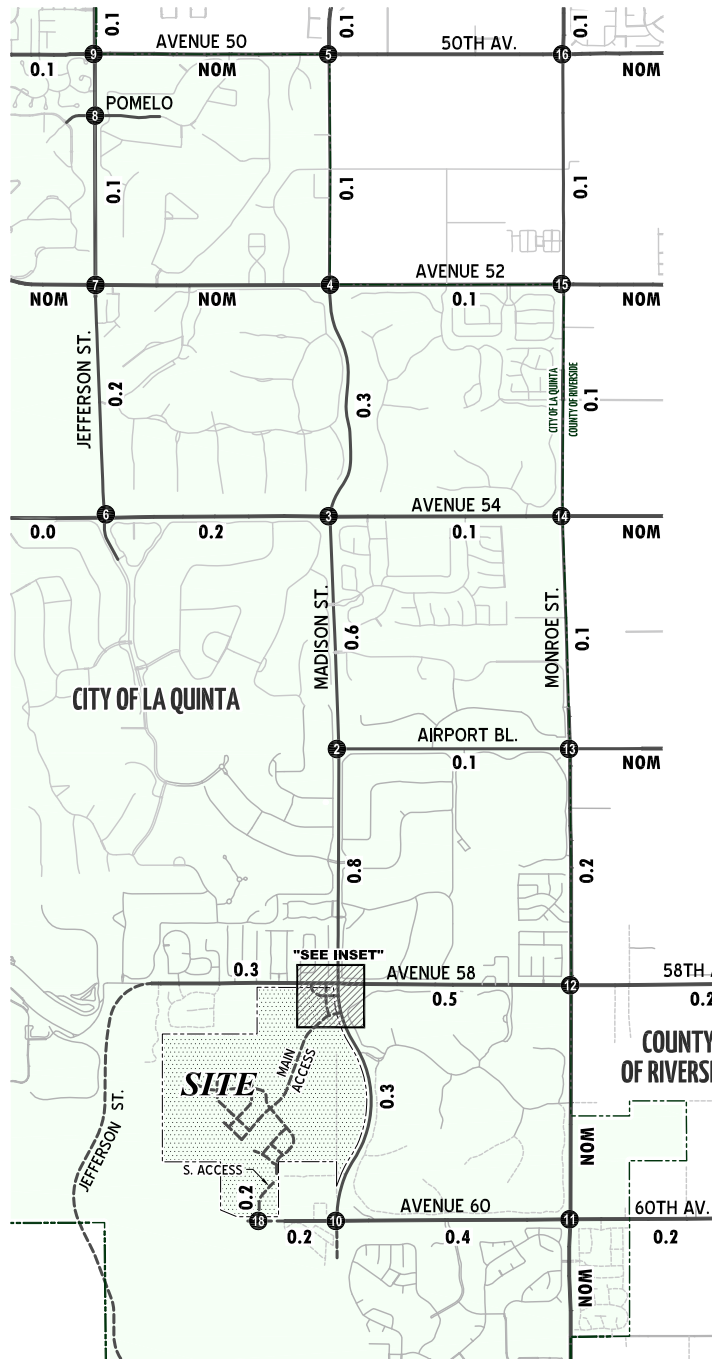 0.1
0.1
0.1
9
AVENUE 50
5
50TH AV.
16
0.1
NOM
NOM
8
POMELO
0.1
0.1
0.1
7
4
AVENUE 52
15
NOM
NOM
0.1
NOM
JEFFERSON ST.
0.2
0.3
CITY OF LA QUINTA
COUNTY OF RIVERSIDE
0.1
6
3
AVENUE 54
14
0.0
0.2
0.1
NOM
MADISON ST.
0.6
MONROE ST.
0.1
CITY OF LA QUINTA
2
AIRPORT BL.
13
0.1
NOM
0.8
0.2
"SEE INSET"
0.3
AVENUE 58
58TH A
0.5
12
0.2
COUNTY
OF RIVERSI
MAIN
ACCESS
SITE
0.3
JEFFERSON ST.
NOM
S. ACCESS
0.2
AVENUE 60
60TH AV.
18
10
11
0.2
0.4
0.2
NOM